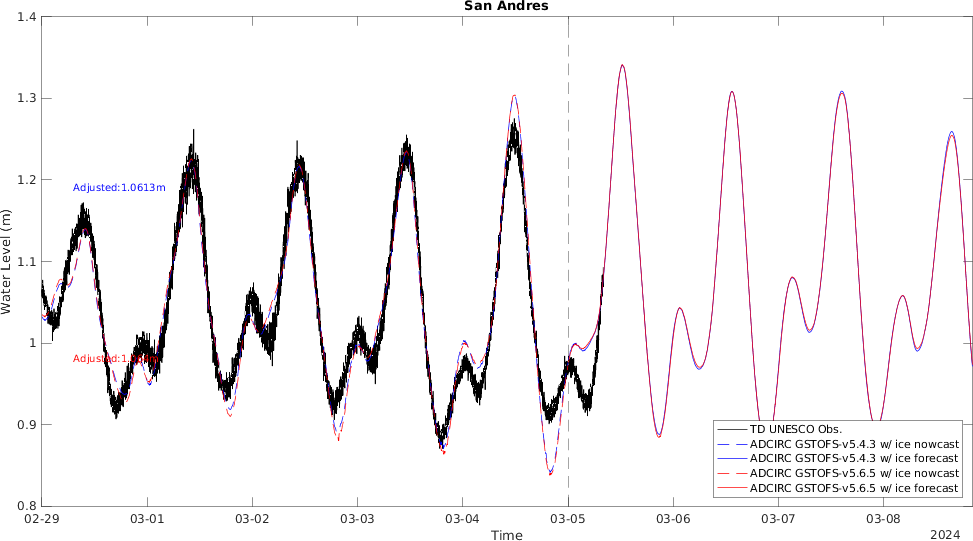 San Andres
1.4
1.3
1.2
1.1
1
0.9
0.8
Water Level (m)
Adjusted:1.0613m
TD UNESCO Obs.
ADCIRC GSTOFS-v5.4.3 w/ ice nowcast
ADCIRC GSTOFS-v5.4.3 w/ ice forecast
ADCIRC GSTOFS-v5.6.5 w/ ice nowcast
ADCIRC GSTOFS-v5.6.5 w/ ice forecast
02-29 03-01 03-02 03-03 03-04 03-05 03-06 03-07 03-08
Time
2024